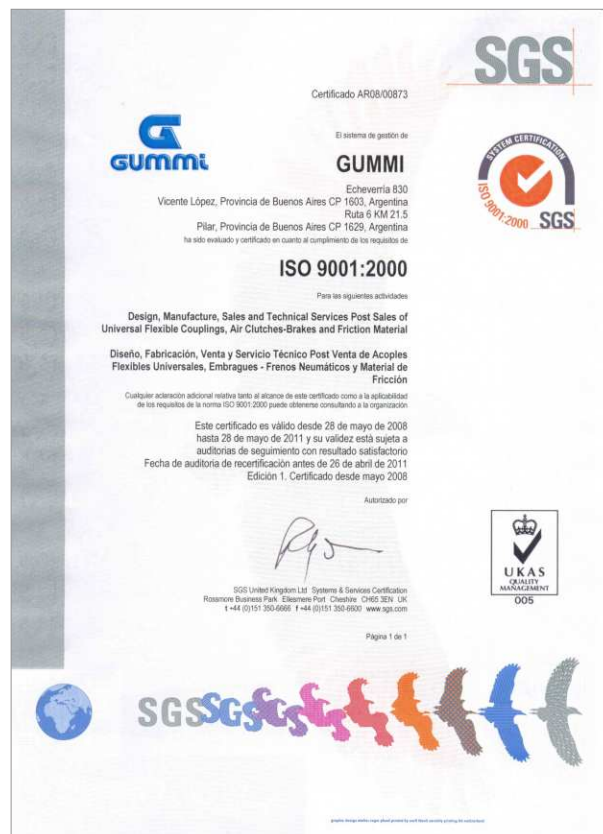 SGS
Certificado AR08/00873
El sistema de gestión de
GUMMI
GUMMI
Echeverría 830
Vicente López, Provincia de Buenos Aires CP 1603, Argentina
Ruta 6 KM 21.5
Pilar, Provincia de Buenos Aires CP 1629, Argentina
ha sido evaluado y certificado en cuanto al cumplimiento de los requisitos de
SYSTEM CERTIFICATION
ISO 9001:2000
SGS
ISO 9001:2000
Para las siguientes actividades
Design, Manufacture, Sales and Technical Services Post Sales of
Universal Flexible Couplings, Air Clutches-Brakes and Friction Material
Diseño, Fabricación, Venta y Servicio Técnico Post Venta de Acoples
Flexibles Universales, Embragues - Frenos Neumáticos y Material de
Fricción
Cualquier aclaración adicional relativa tanto al alcance de este certificado como a la aplicabilidad
de los requisitos de la norma ISO 9001:2000 puede obtenerse consultando a la organización
Este certificado es válido desde 28 de mayo de 2008
hasta 28 de mayo de 2011 y su validez está sujeta a
auditorias de seguimiento con resultado satisfactorio
Fecha de auditoria de recertificación antes de 26 de abril de 2011
Edición 1. Certificado desde mayo 2008
Autorizado por
SGS United Kingdom Ltd Systems & Services Certification
Rossmore Business Park Ellesmere Port Cheshire CH65 3EN UK
t +44 (0)151 350-6666 f +44 (0)151 350-6600 www.sgs.com
Página 1 de 1
UKAS
QUALITY
MANAGEMENT
005
SGSSGSSGS